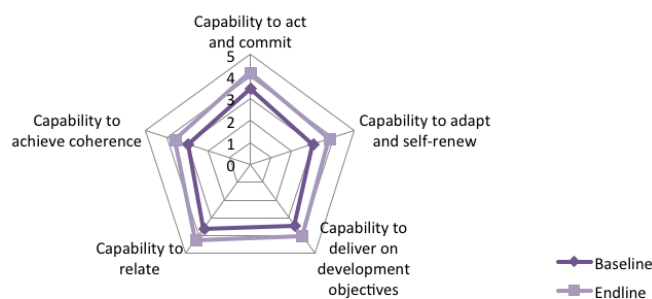 Capability to act
and commit
5
4
3
2
1
0
Capability to
achieve coherence
Capability to adapt
and self-renew
Capability to
relate
Capability to
deliver on
development
objectives
Baseline
Endline